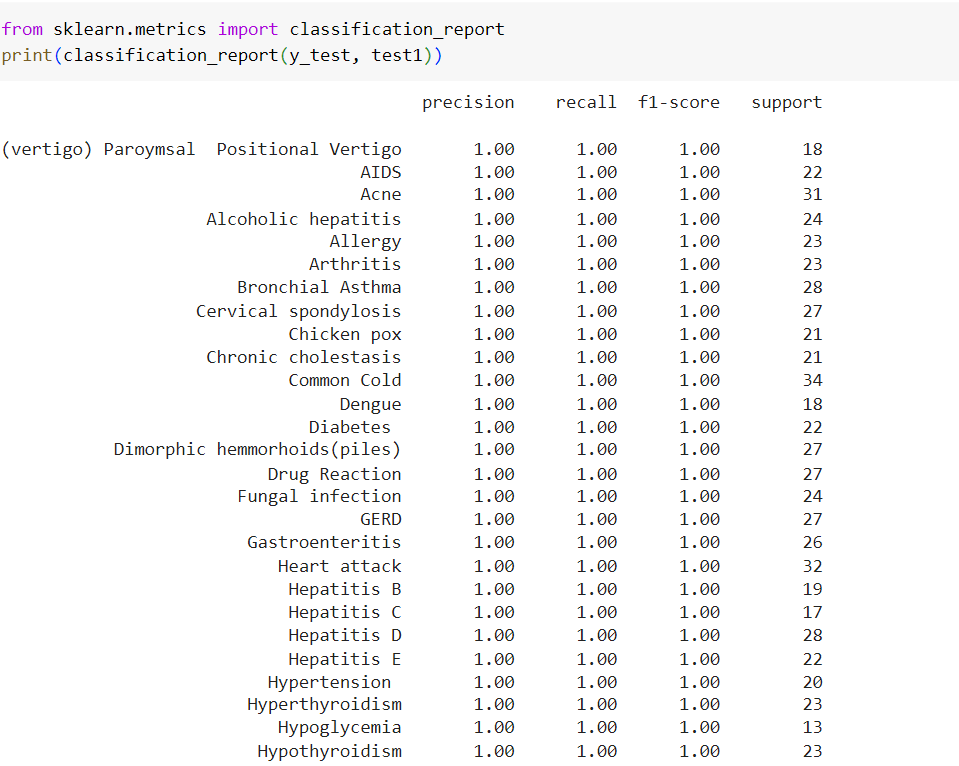 from sklearn.metrics import classification_report
print(classification_report(y_test, test1))
precision recall f1-score support
(vertigo) Paroymsal  Positional Vertigo 1.00 1.00 1.00 18
AIDS 1.00 1.00 1.00 22
Acne 1.00 1.00 1.00 31
Alcoholic hepatitis 1.00 1.00 1.00 24
Allergy 1.00 1.00 1.00 23
Arthritis 1.00 1.00 1.00 23
Bronchial Asthma 1.00 1.00 1.00 28
Cervical spondylosis 1.00 1.00 1.00 27
Chicken pox 1.00 1.00 1.00 21
Chronic cholestasis 1.00 1.00 1.00 21
Common Cold 1.00 1.00 1.00 34
Dengue 1.00 1.00 1.00 18
Diabetes 1.00 1.00 1.00 22
Dimorphic hemmorhoids(piles) 1.00 1.00 1.00 27
Drug Reaction 1.00 1.00 1.00 27
Fungal infection 1.00 1.00 1.00 24
GERD 1.00 1.00 1.00 27
Gastroenteritis 1.00 1.00 1.00 26
Heart attack 1.00 1.00 1.00 32
Hepatitis B 1.00 1.00 1.00 19
Hepatitis C 1.00 1.00 1.00 17
Hepatitis D 1.00 1.00 1.00 28
Hepatitis E 1.00 1.00 1.00 22
Hypertension 1.00 1.00 1.00 20
Hyperthyroidism 1.00 1.00 1.00 23
Hypoglycemia 1.00 1.00 1.00 13
Hypothyroidism 1.00 1.00 1.00 23